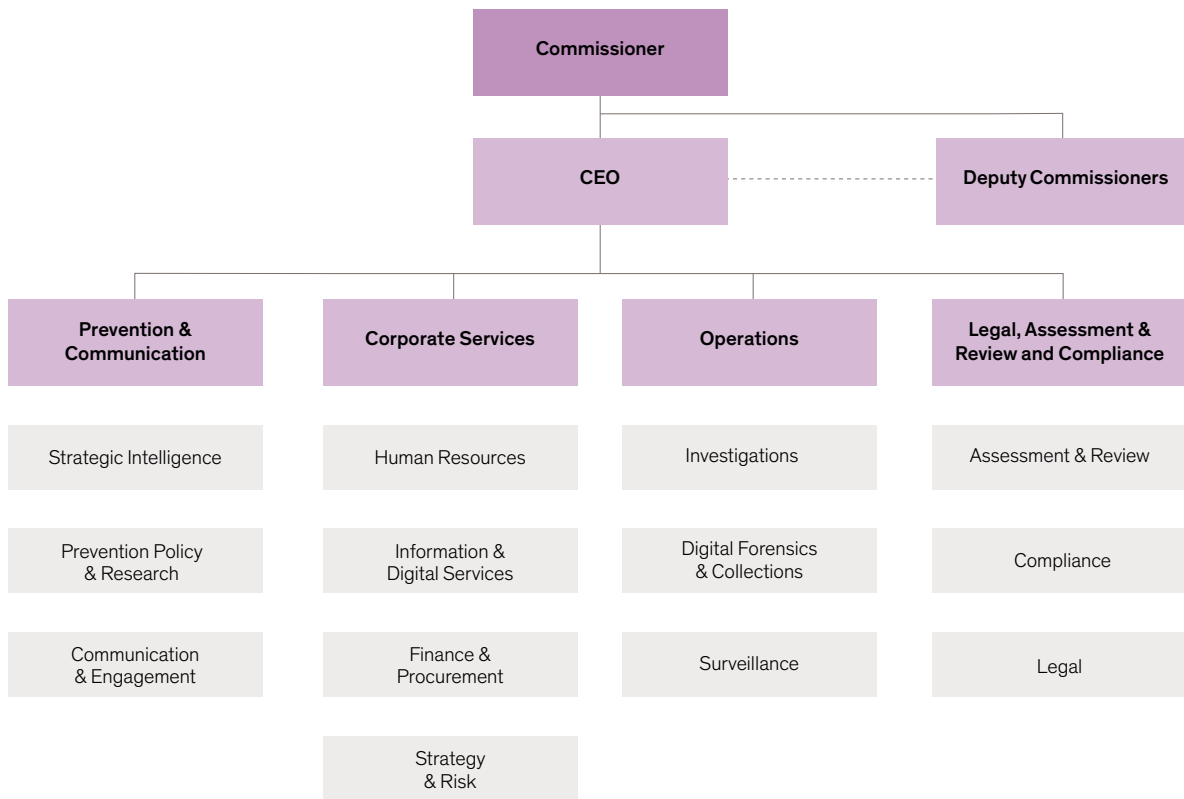 Commissioner
CEO
Deputy Commissioners
Prevention &
Communication
Corporate Services
Operations
Legal, Assessment &
Review and Compliance
Strategic Intelligence
Human Resources
Investigations
Assessment & Review
Prevention Policy
& Research
Information &
Digital Services
Digital Forensics
& Collections
Compliance
Communication
& Engagement
Finance &
Procurement
Surveillance
Legal
Strategy
& Risk